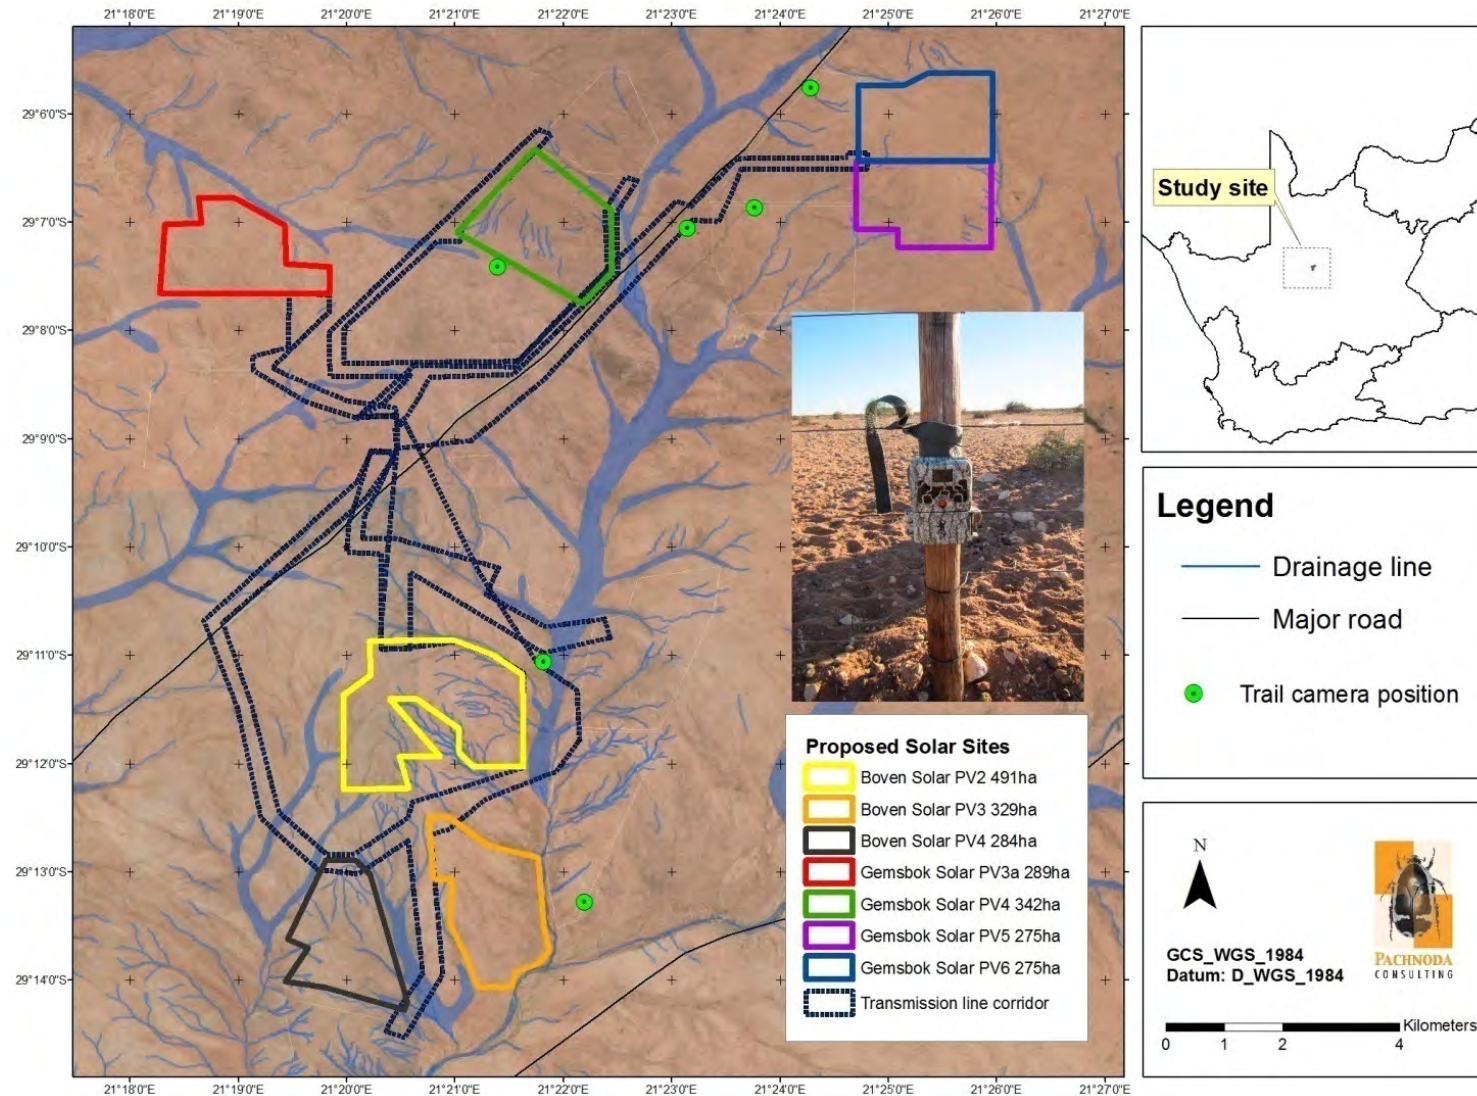 21°18'0"E 21°19'0"E 21°20'0"E 21°21'0"E 21°22'0"E 21°23'0"E 21°24'0"E 21°25'0"E 21°26'0"E 21°27'0"E
29°6'0"S
29°7'0"S
29°8'0"S
29°9'0"S
29°10'0"S
29°11'0"S
29°12'0"S
29°13'0"S
29°14'0"S
21°18'0"E 21°19'0"E 21°20'0"E 21°21'0"E 21°22'0"E 21°23'0"E 21°24'0"E 21°25'0"E 21°26'0"E 21°27'0"E
Proposed Solar Sites
Boven Solar PV2 491ha
Boven Solar PV3 329ha
Boven Solar PV4 284ha
Gemsbok Solar PV3a 289ha
Gemsbok Solar PV4 342ha
Gemsbok Solar PV5 275ha
Gemsbok Solar PV6 275ha
Transmission line corridor
Study site
Legend
Drainage line
Major road
Trail camera position
N
GCS_WGS_1984
Datum: D_WGS_1984
PACHNODA
CONSULTING
Kilometers
0 1 2 4